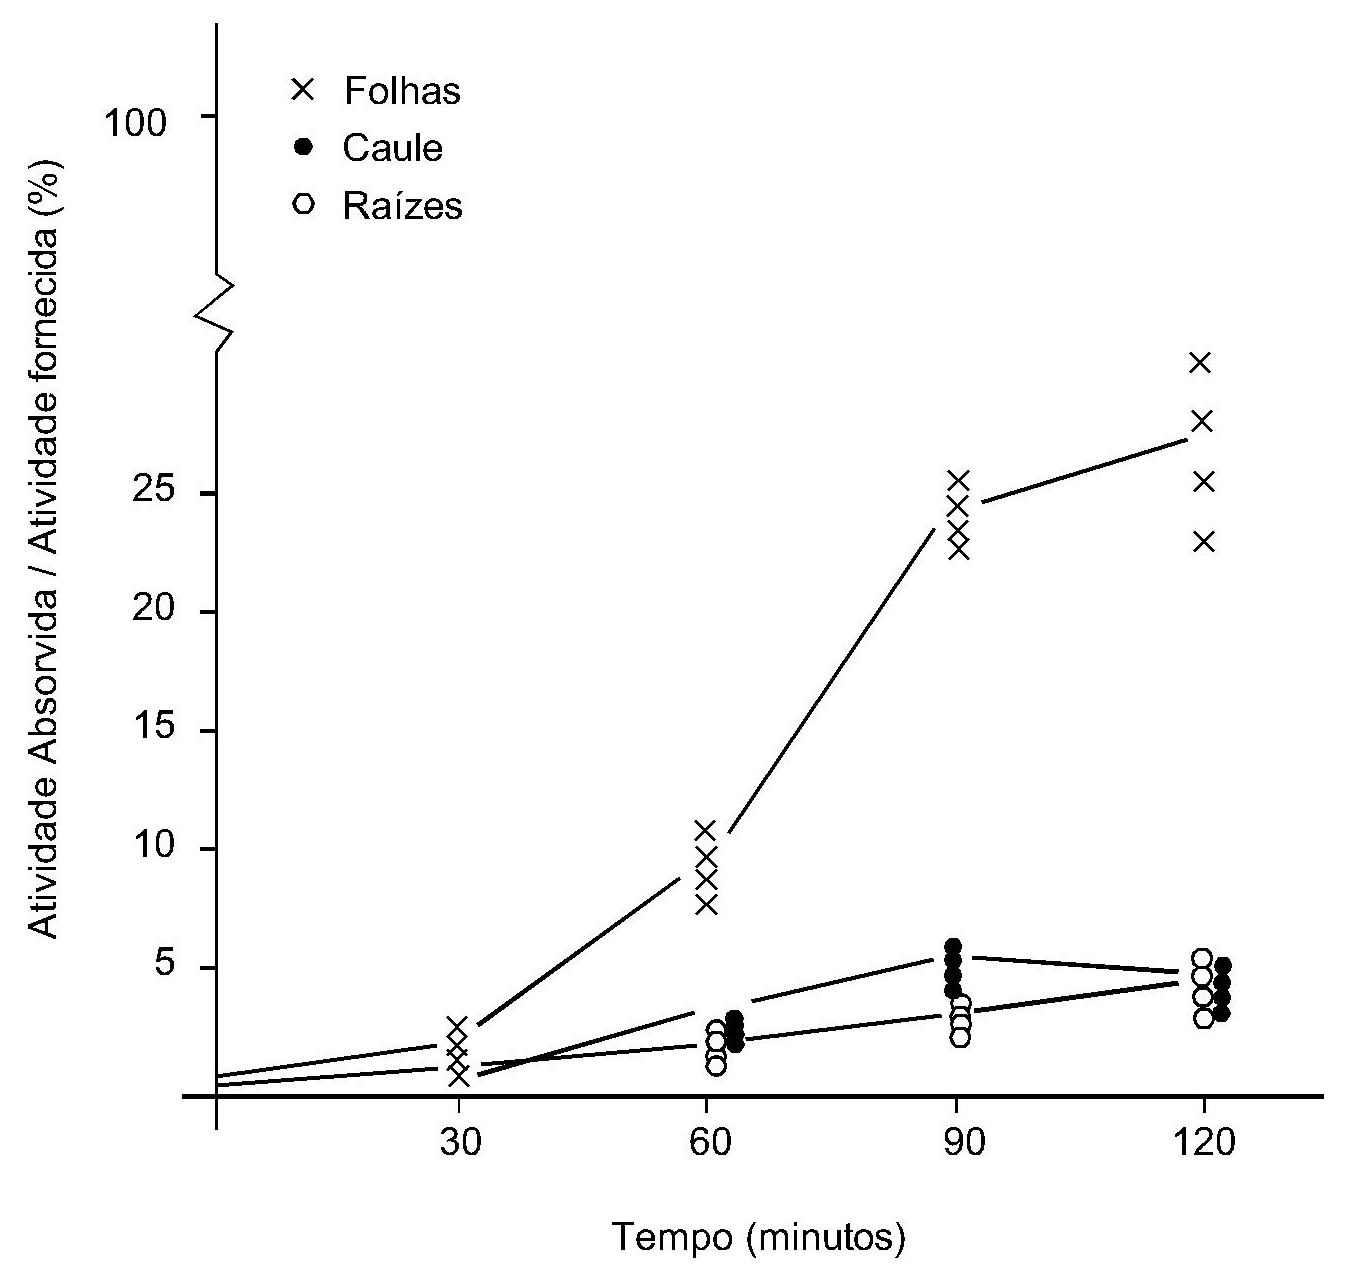 Atividade Absorvida / Atividade fornecida (%)
100
25
20
15
10
5
Folhas
Caule
Raízes
30 60 90 120
Tempo (minutos)